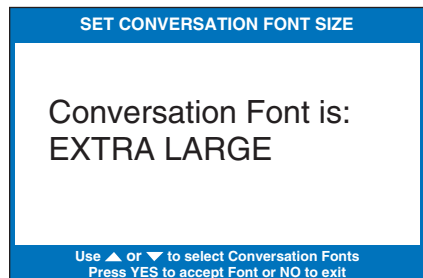 SET CONVERSATION FONT SIZE
Conversation Font is:
EXTRA LARGE
Use ▲ or ▼ to select Conversation Fonts
Press YES to accept Font or NO to exit